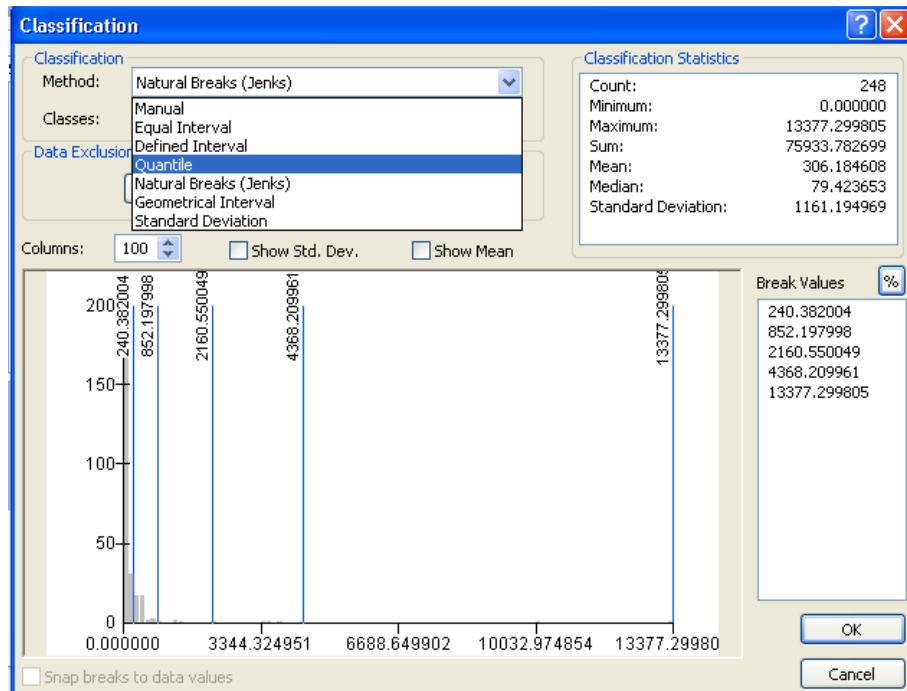 Classification
Classification
Method: Natural Breaks (Jenks)
Classes:
Manual
Equal Interval
Defined Interval
Quantile
Natural Breaks (Jenks)
Geometrical Interval
Standard Deviation
Data Exclusion
Classification Statistics
Count: 248
Minimum: 0.000000
Maximum: 13377.299805
Sum: 75933.782699
Mean: 306.184608
Median: 79.423653
Standard Deviation: 1161.194969
Columns: 100 Show Std. Dev. Show Mean
240.382004
852.197998
2160.550049
4368.209961
13377.299805
200
150
100
50
0
0.000000 3344.324951 6688.649902 10032.974854 13377.29980
Break Values %
240.382004
852.197998
2160.550049
4368.209961
13377.299805
OK
Cancel
Snap breaks to data values